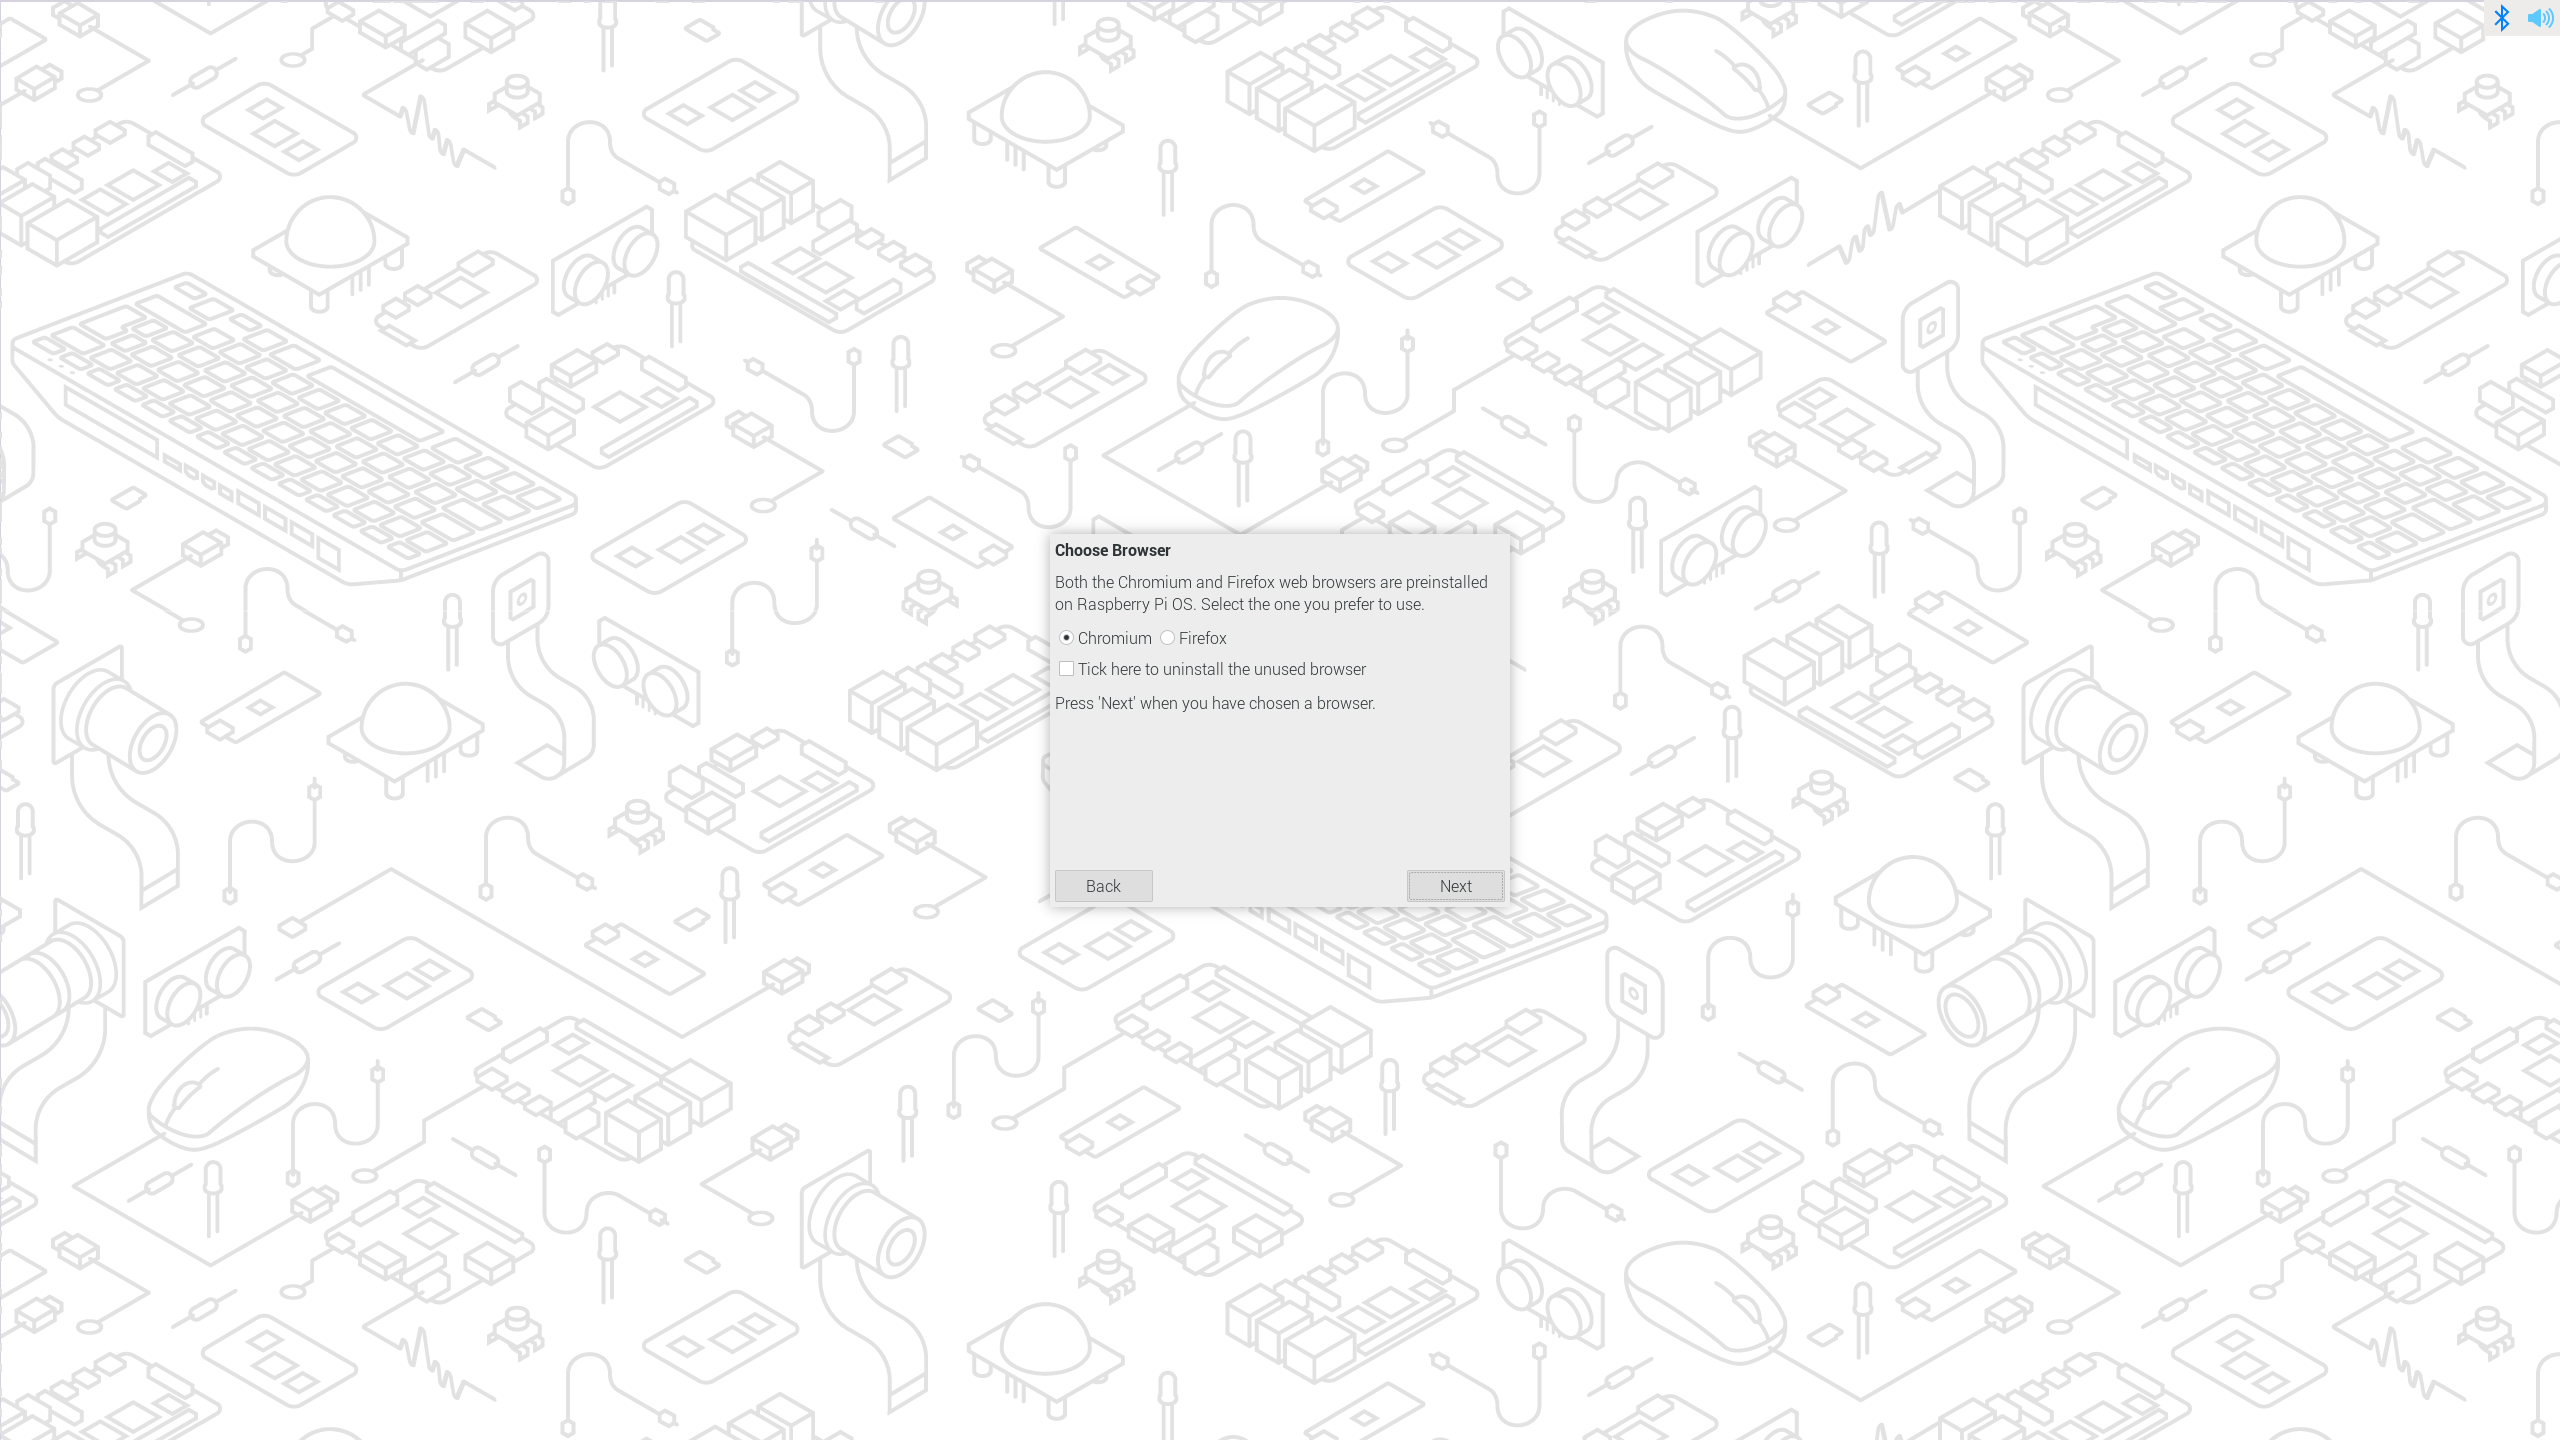 Choose Browser
Both the Chromium and Firefox web browsers are preinstalled
on Raspberry Pi OS. Select the one you prefer to use.
Chromium Firefox
Tick here to uninstall the unused browser
Press 'Next' when you have chosen a browser.
Back Next